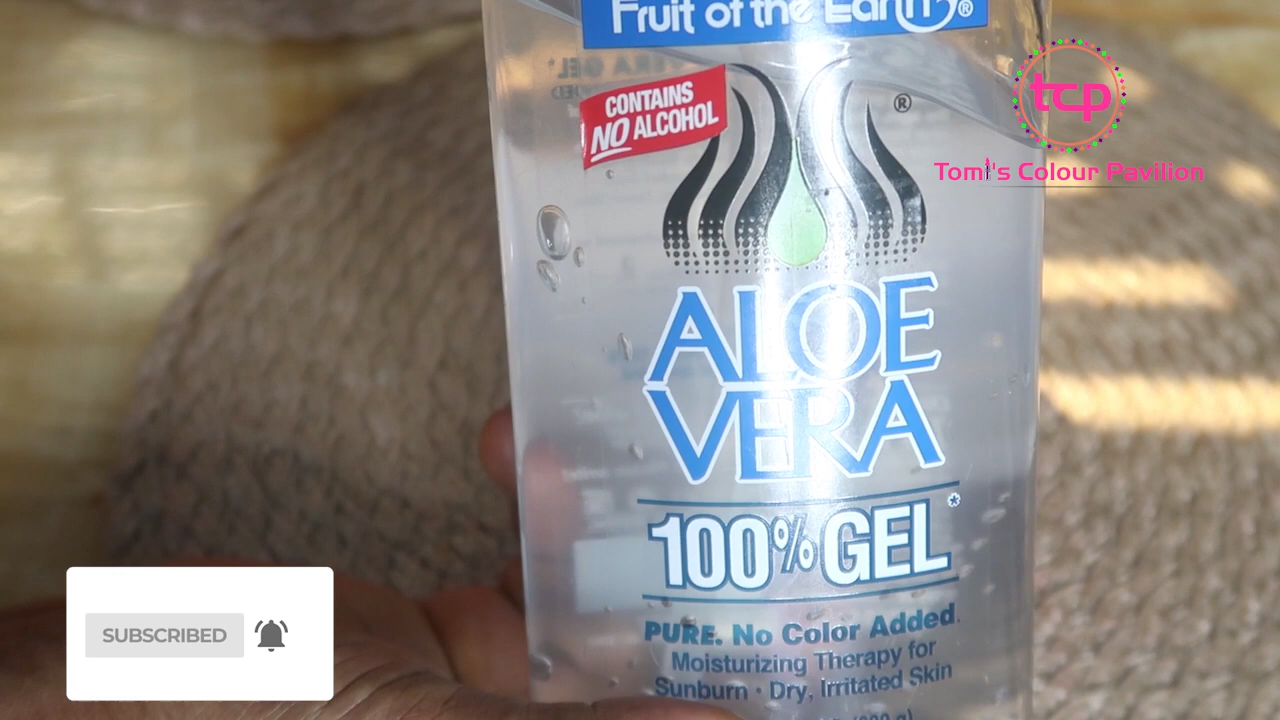 Fruit of the Earth®
CONTAINS
NO ALCOHOL
®
tcp
Tomi's Colour Pavilion
ALOE
VERA
100% GEL*
PURE. No Color Added.
Moisturizing Therapy for
Sunburn · Dry, Irritated Skin
SUBSCRIBED